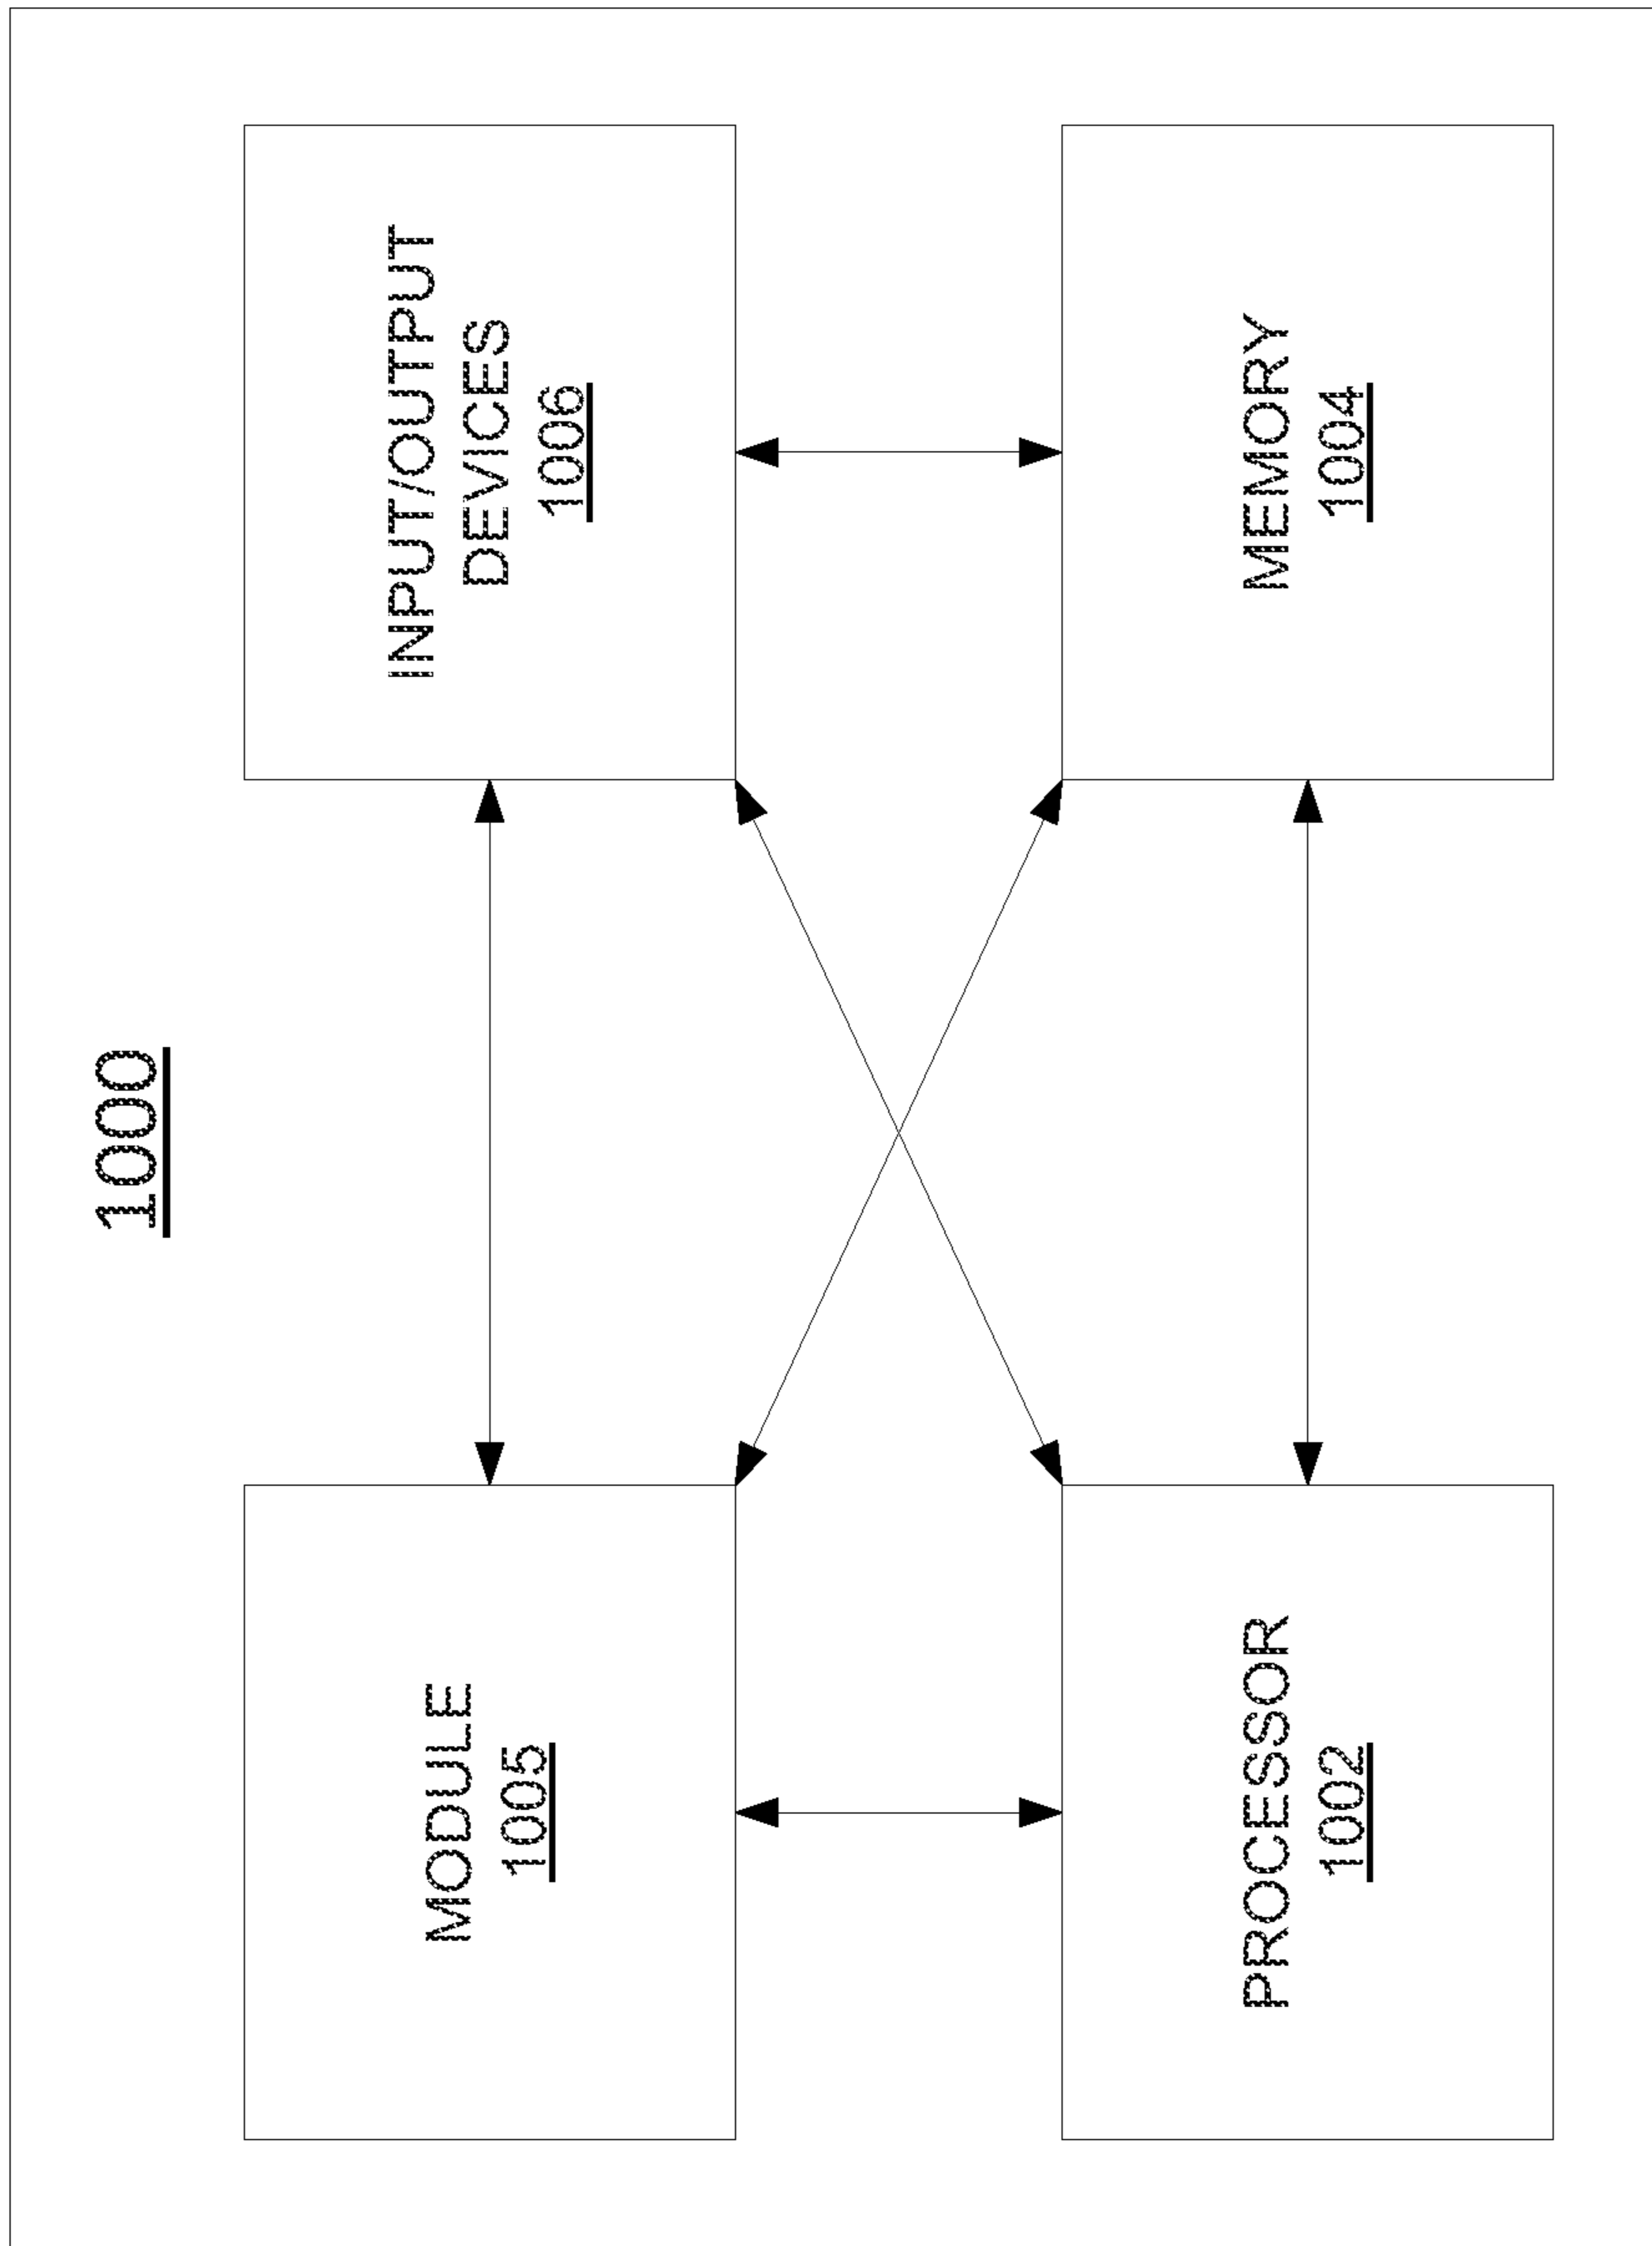 1000
MODULE
1005
INPUT/OUTPUT
DEVICES
1006
PROCESSOR
1002
MEMORY
1004